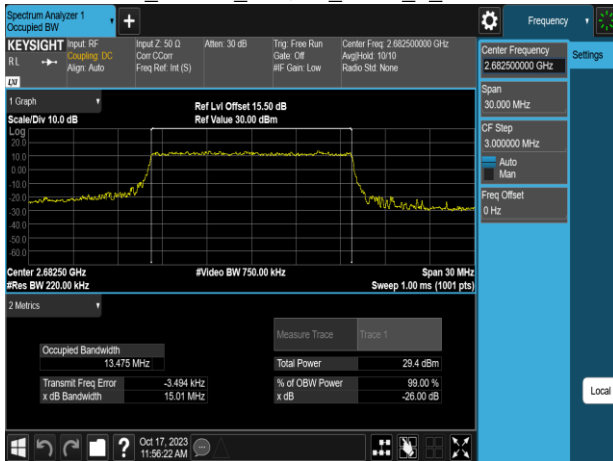 Spectrum Analyzer 1
Occupied BW
+
Frequency
KEYSIGHT
RL
LXI
Input: RF
Coupling: DC
Align: Auto
Input Z: 50 Ω
Corr CCorr
Freq Ref: Int (S)
Atten: 30 dB
Trig: Free Run
Gate: Off
#IF Gain: Low
Center Freq: 2.682500000 GHz
Avg|Hold: 10/10
Radio Std: None
Center Frequency
2.682500000 GHz
Settings
Span
30.000 MHz
CF Step
3.000000 MHz
Auto
Man
Freq Offset
0 Hz
Local
1 Graph
Scale/Div 10.0 dB
Ref Lvl Offset 15.50 dB
Ref Value 30.00 dBm
Log
20.0
10.0
0.00
-10.0
-20.0
-30.0
-40.0
-50.0
-60.0
Center 2.68250 GHz
#Res BW 220.00 kHz
#Video BW 750.00 kHz
Span 30 MHz
Sweep 1.00 ms (1001 pts)
2 Metrics
Measure Trace
Trace 1
Occupied Bandwidth
13.475 MHz
Total Power
29.4 dBm
Transmit Freq Error
-3.494 kHz
% of OBW Power
99.00 %
x dB Bandwidth
15.01 MHz
x dB
-26.00 dB
?
Oct 17, 2023
11:56:22 AM